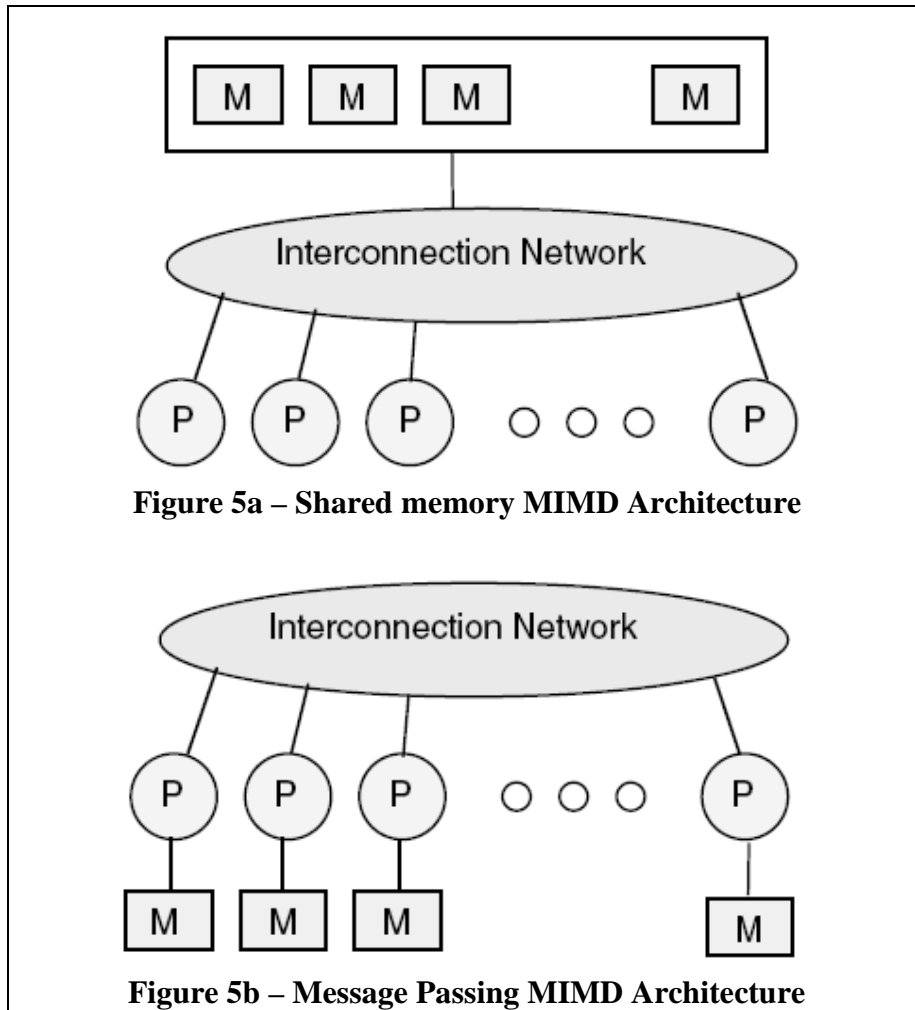 M M M M
Interconnection Network
P P P P
Figure 5a – Shared memory MIMD Architecture
Interconnection Network
P P P P
M M M M
Figure 5b – Message Passing MIMD Architecture